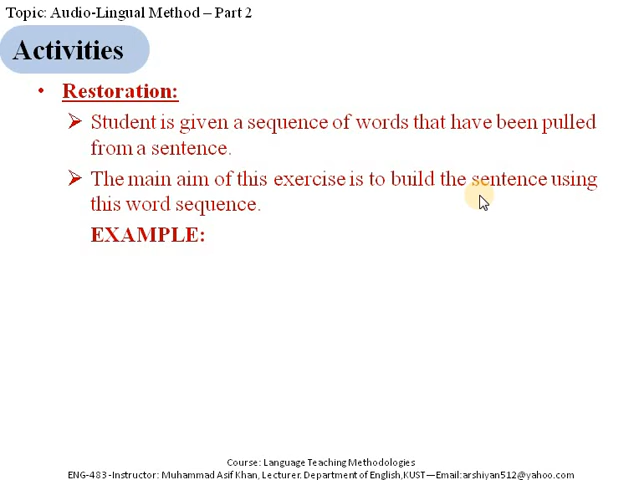 Topic: Audio-Lingual Method – Part 2
Activities
• Restoration:
➢ Student is given a sequence of words that have been pulled
from a sentence.
➢ The main aim of this exercise is to build the sentence using
this word sequence.
EXAMPLE:
Course: Language Teaching Methodologies
ENG-483 -Instructor: Muhammad Asif Khan, Lecturer. Department of English,KUST—Email:arshiyan512@yahoo.com